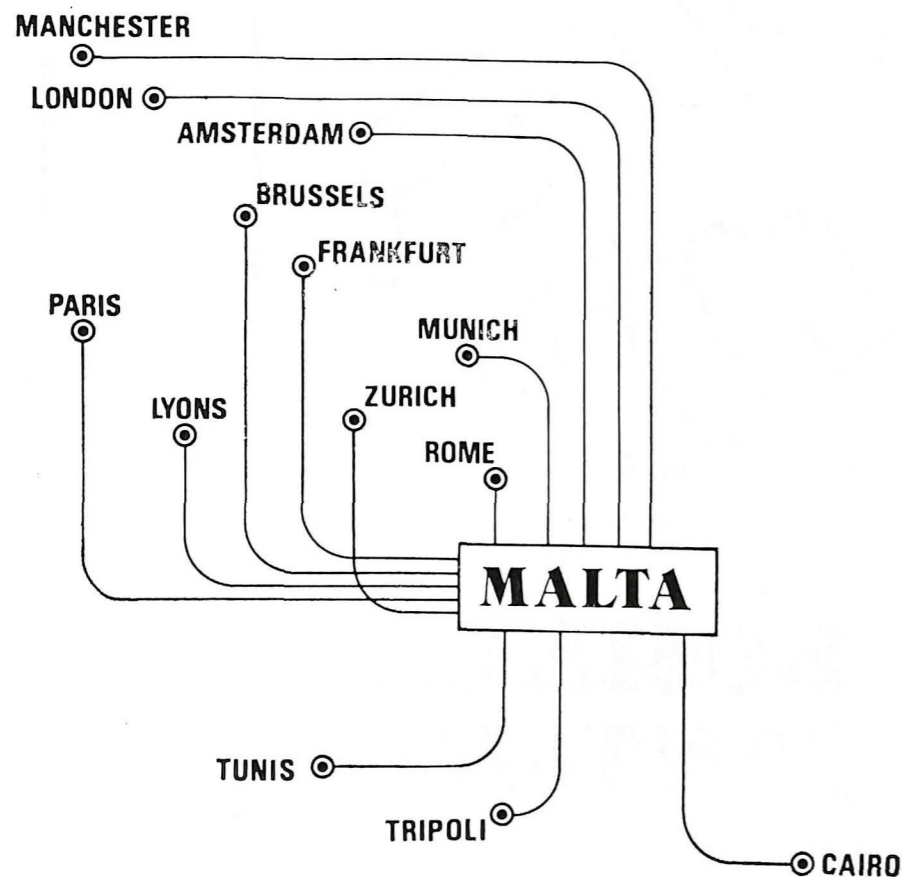 MANCHESTER
LONDON
AMSTERDAM
BRUSSELS
FRANKFURT
PARIS
MUNICH
LYONS
ZURICH
ROME
MALTA
TUNIS
TRIPOLI
CAIRO